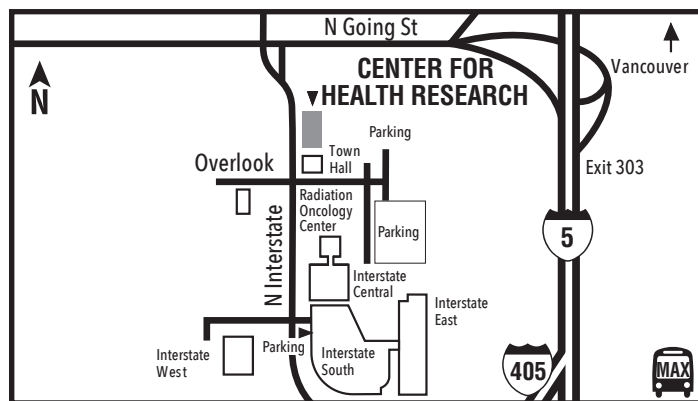 N Going St
CENTER FOR
HEALTH RESEARCH
Vancouver
N
Parking
Town
Hall
Overlook
Exit 303
Radiation
Oncology
Center
Parking
5
N Interstate
Interstate
Central
Interstate
East
Parking
Interstate
South
Interstate
West
405
MAX